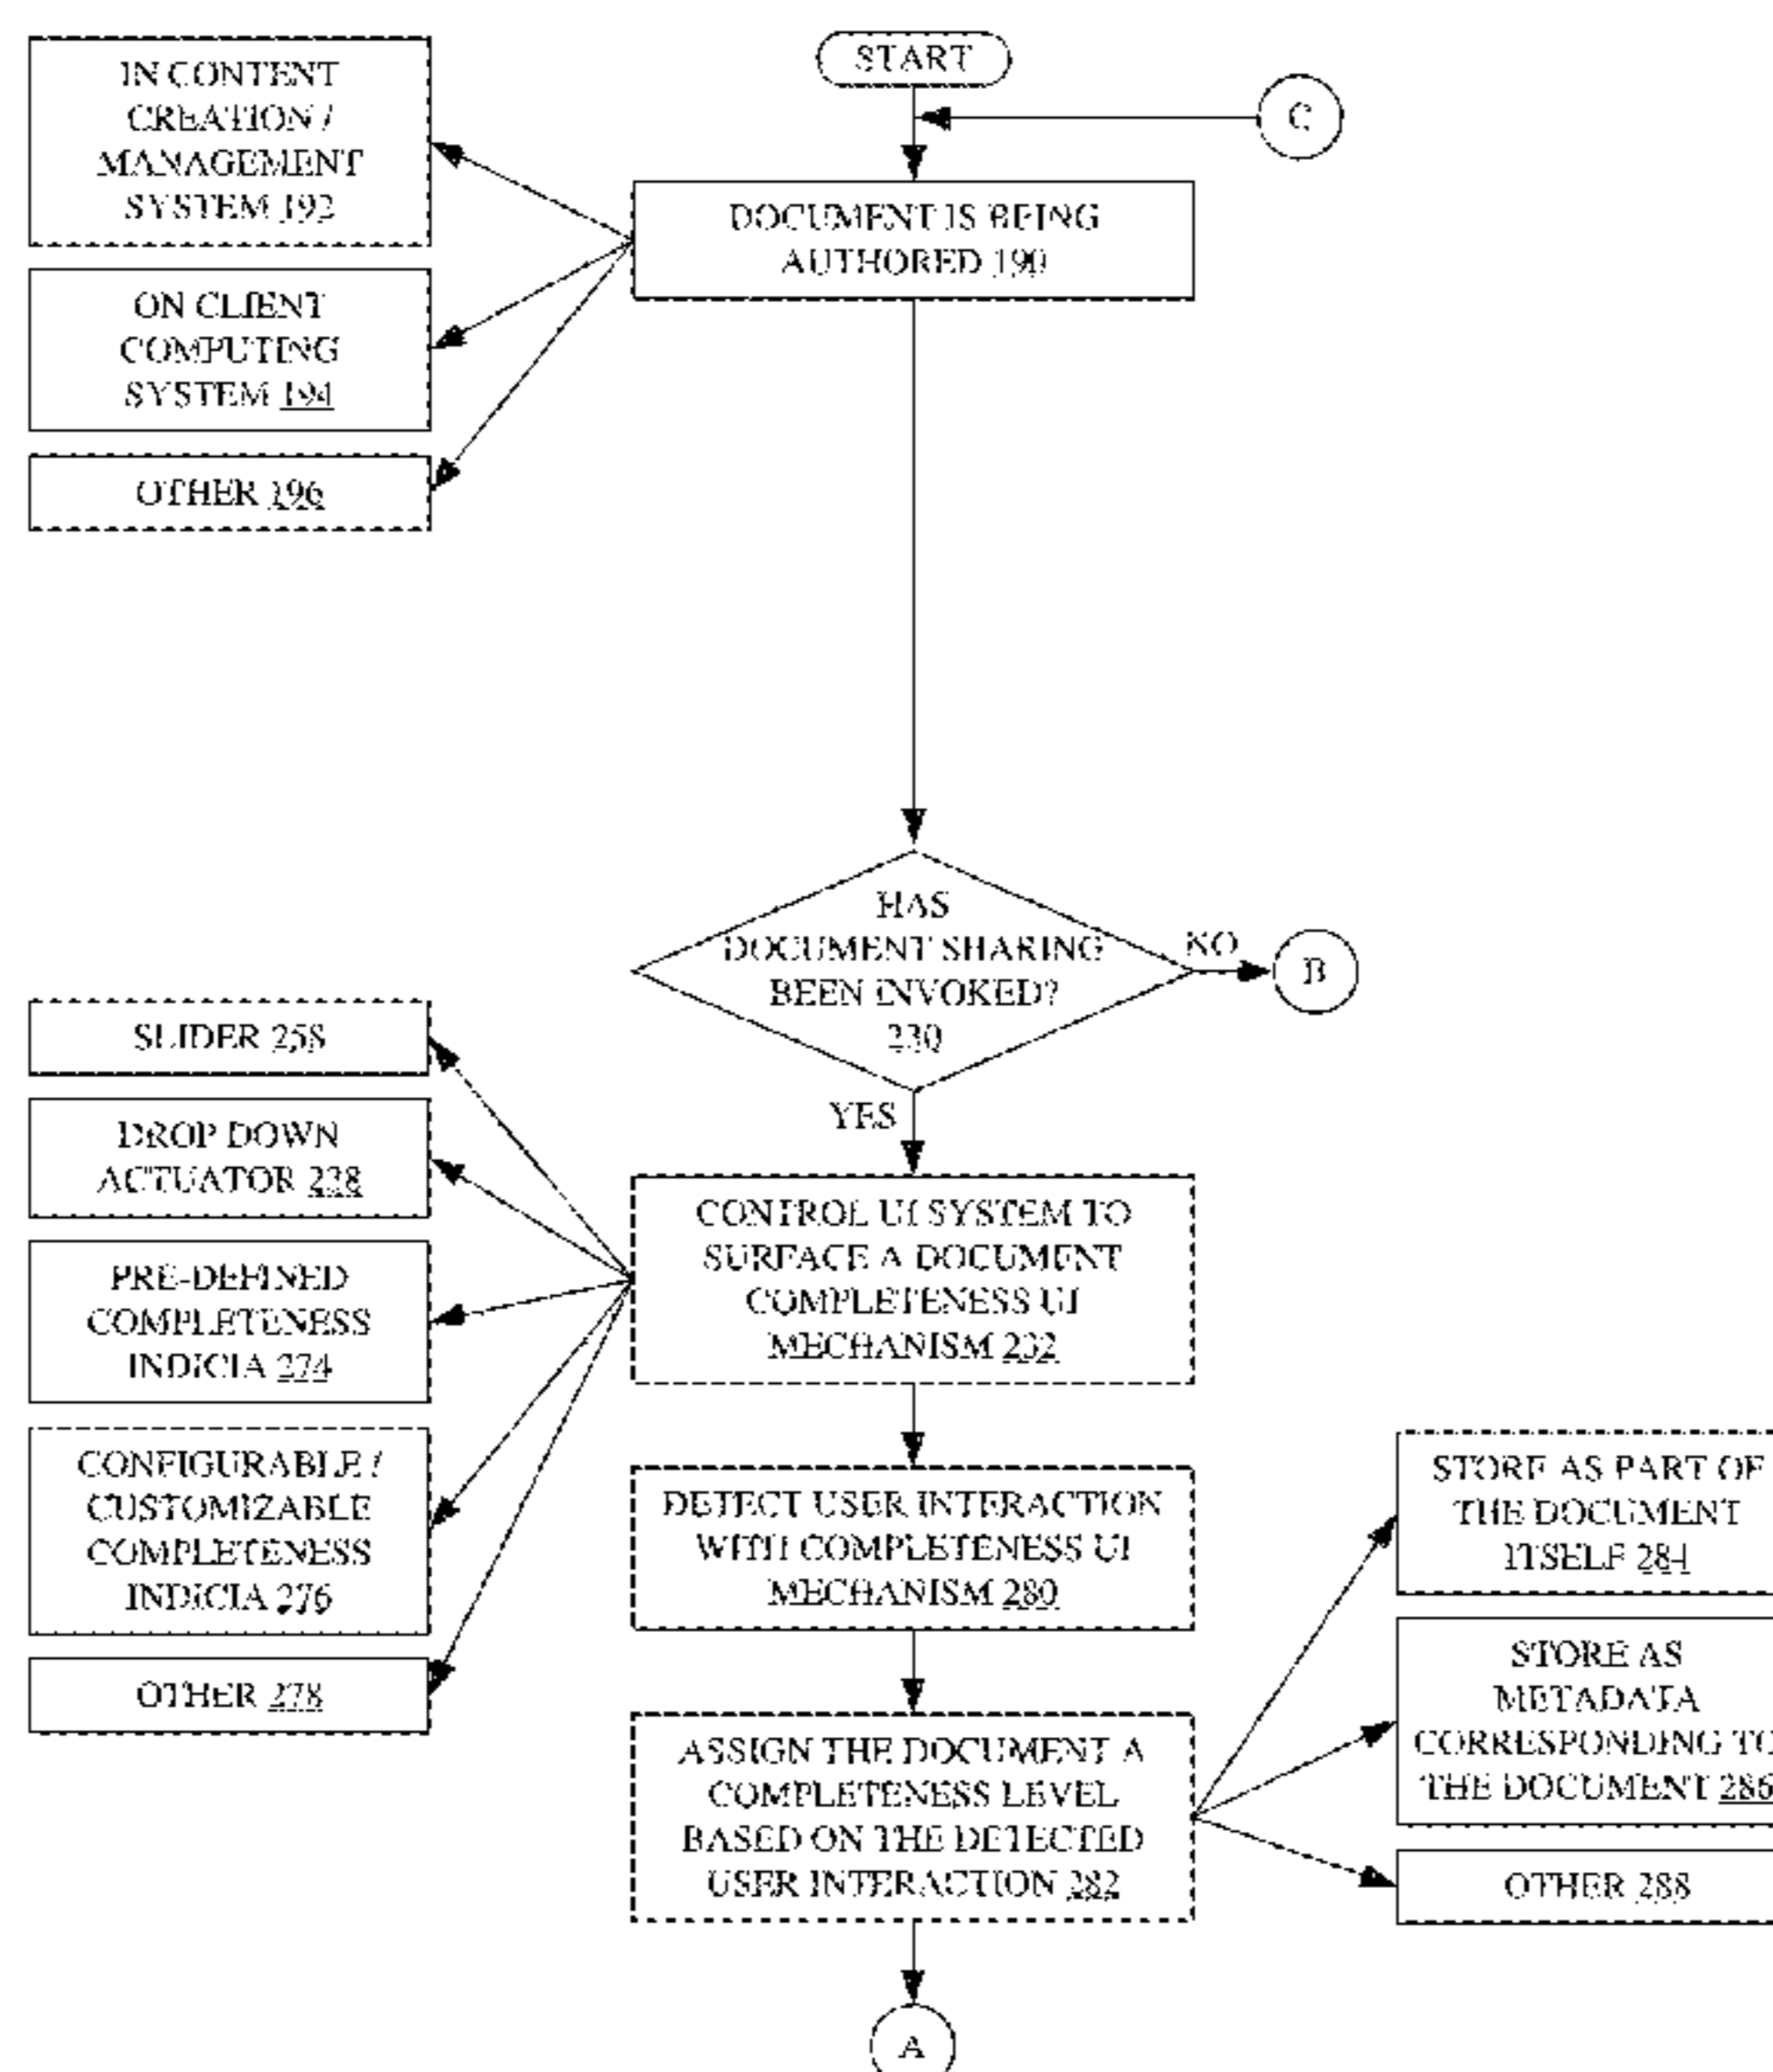 START
C
IN CONTENT
CREATION /
MANAGEMENT
SYSTEM 192
DOCUMENT IS BEING
AUTHORED 190
ON CLIENT
COMPUTING
SYSTEM 194
OTHER 196
HAS
DOCUMENT SHARING
BEEN INVOKED?
230
NO
B
YES
SLIDER 258
DROP DOWN
ACTUATOR 238
PRE-DEFINED
COMPLETENESS
INDICIA 274
CONFIGURABLE /
CUSTOMIZABLE
COMPLETENESS
INDICIA 276
OTHER 278
CONTROL UI SYSTEM TO
SURFACE A DOCUMENT
COMPLETENESS UI
MECHANISM 232
DETECT USER INTERACTION
WITH COMPLETENESS UI
MECHANISM 280
ASSIGN THE DOCUMENT A
COMPLETENESS LEVEL
BASED ON THE DETECTED
USER INTERACTION 282
STORE AS PART OF
THE DOCUMENT
ITSELF 284
STORE AS
METADATA
CORRESPONDING TO
THE DOCUMENT 286
OTHER 288
A